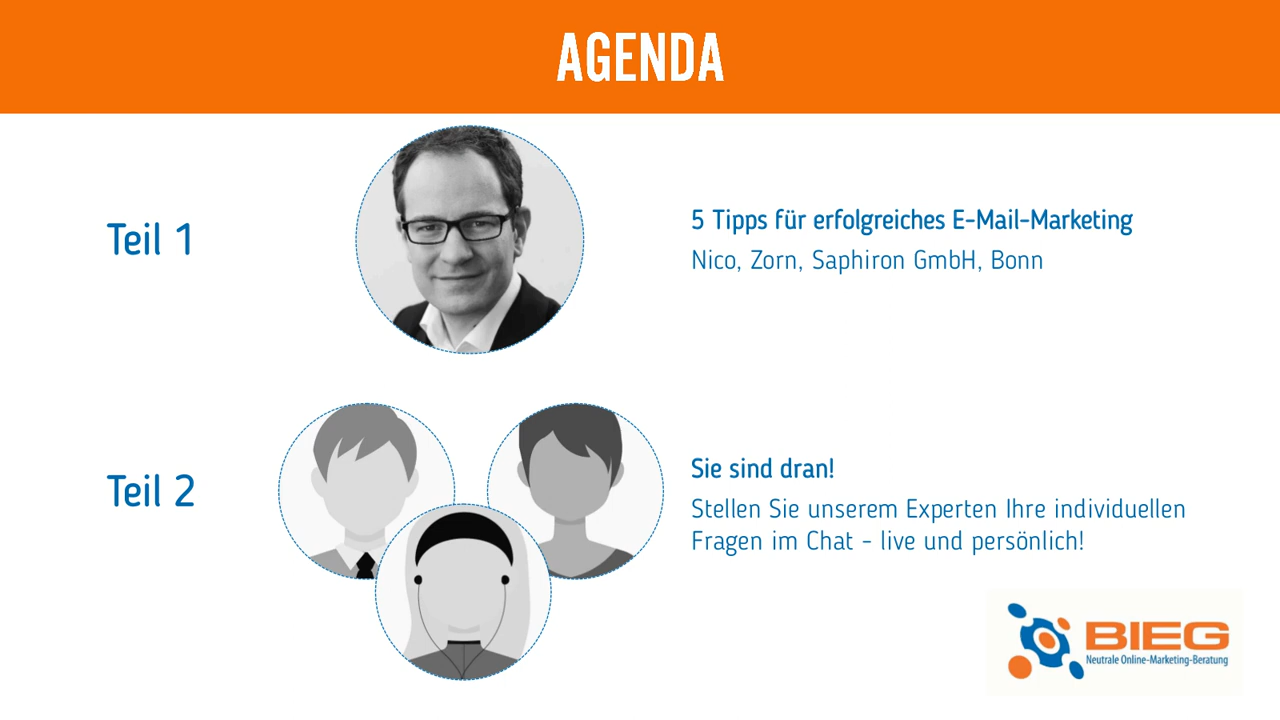 AGENDA
Teil 1
5 Tipps für erfolgreiches E-Mail-Marketing
Nico, Zorn, Saphiron GmbH, Bonn
Teil 2
Sie sind dran!
Stellen Sie unserem Experten Ihre individuellen
Fragen im Chat - live und persönlich!
BIEG
Neutrale Online-Marketing-Beratung